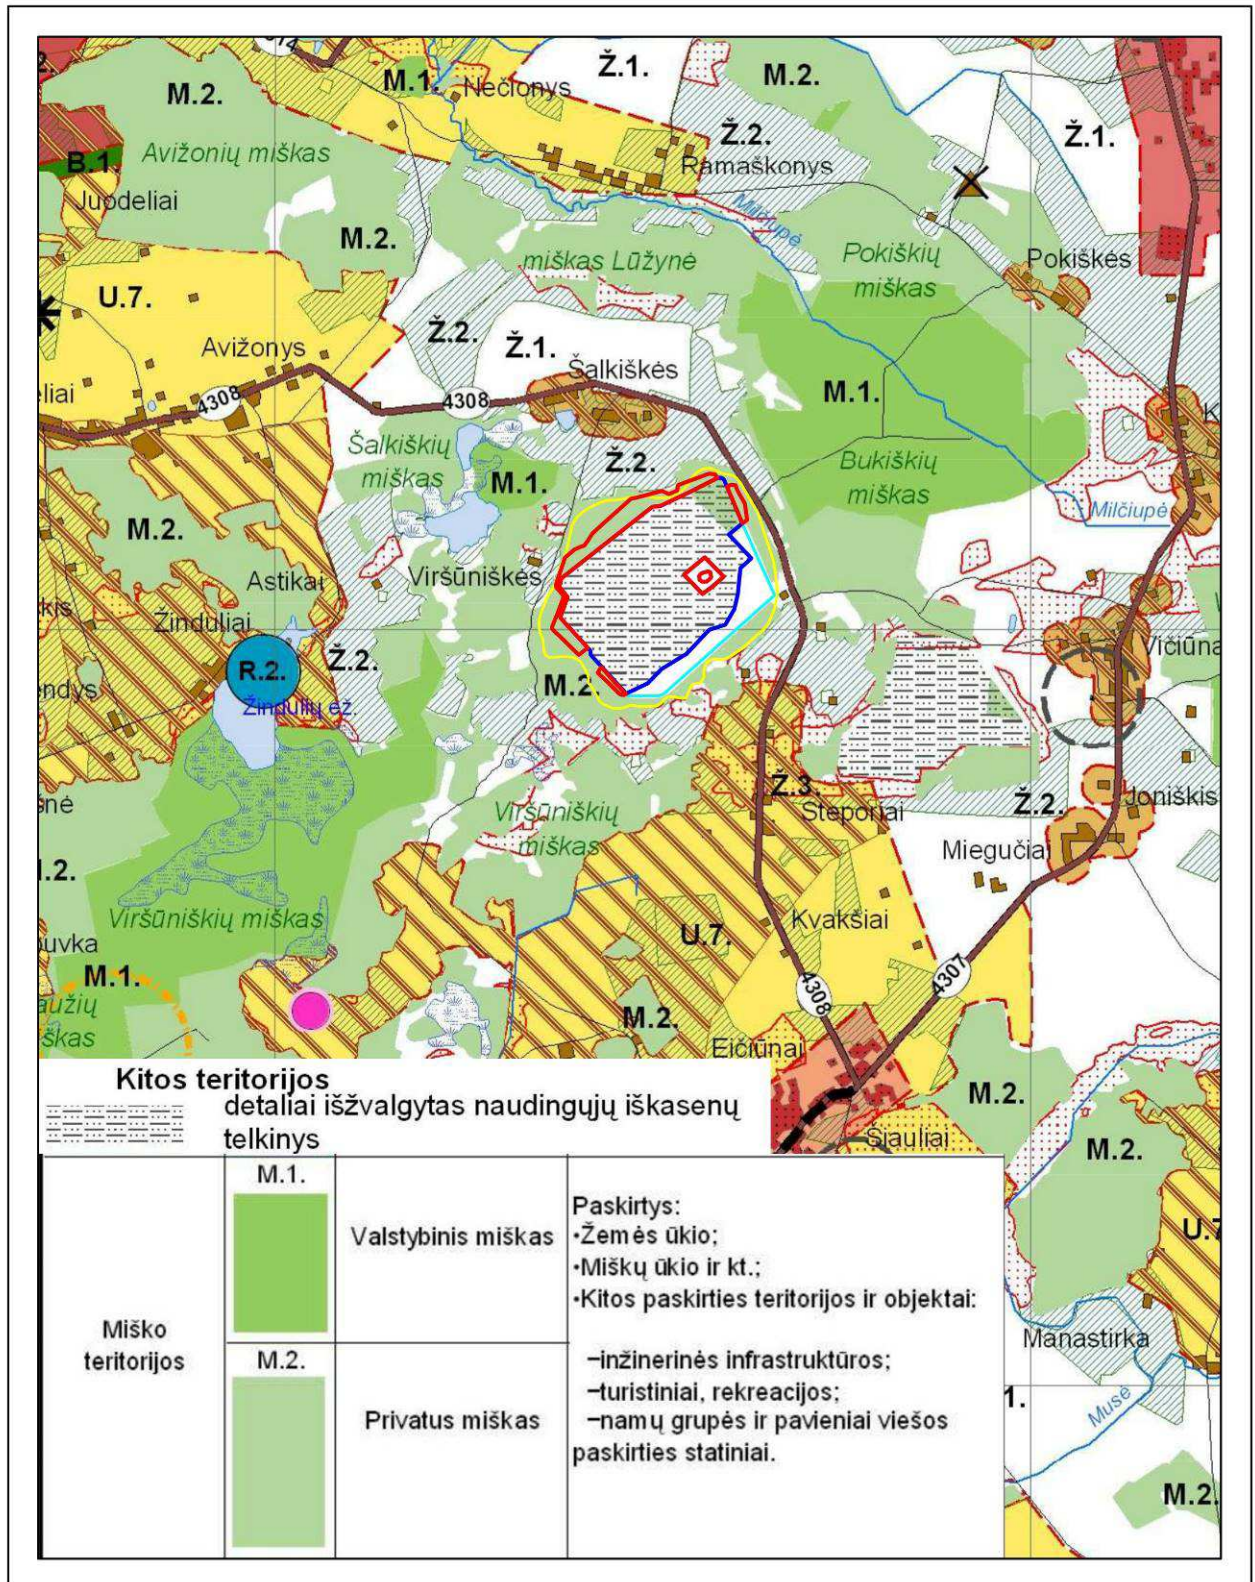 M.2.
M.1.
Nečionys
Ž.1.
M.2.
Avižonių miškas
B.1.
Juodeliai
Ž.2.
Ramaškonys
Ž.1.
Milčiupė
M.2.
miškas Lūžynė
Pokiškių
miškas
Pokiškės
U.7.
Avižonys
4308
Ž.2.
Ž.1.
4308
Šalkiškės
M.1.
Šalkiškių
miškas
Ž.2.
M.1.
Bukiškių
miškas
Milčiupė
M.2.
Astikai
Viršūniškės
Žinduliai
R.2.
Ž.2.
Žindulių ež.
M.2
Vičiūna
Viršūniškių
miškas
Ž.3.
Steporiai
Ž.2.
Joniškis
Miegučiai
Viršūniškių miškas
M.1.
U.7.
Kvakšiai
4308
4307
M.2.
Eičiūnai
Šiauliai
M.2.
M.2.
U.7
Manastirka
Musė
M.2.
Kitos teritorijos
detaliai išžvalgytas naudingųjų iškasenų
telkinys
Miško
teritorijos
M.1.
Valstybinis miškas
M.2.
Privatus miškas
Paskirtys:
•Žemės ūkio;
•Miškų ūkio ir kt.;
•Kitos paskirties teritorijos ir objektai:
–inžinerinės infrastruktūros;
–turistiniai, rekreacijos;
–namų grupės ir pavieniai viešos
paskirties statiniai.